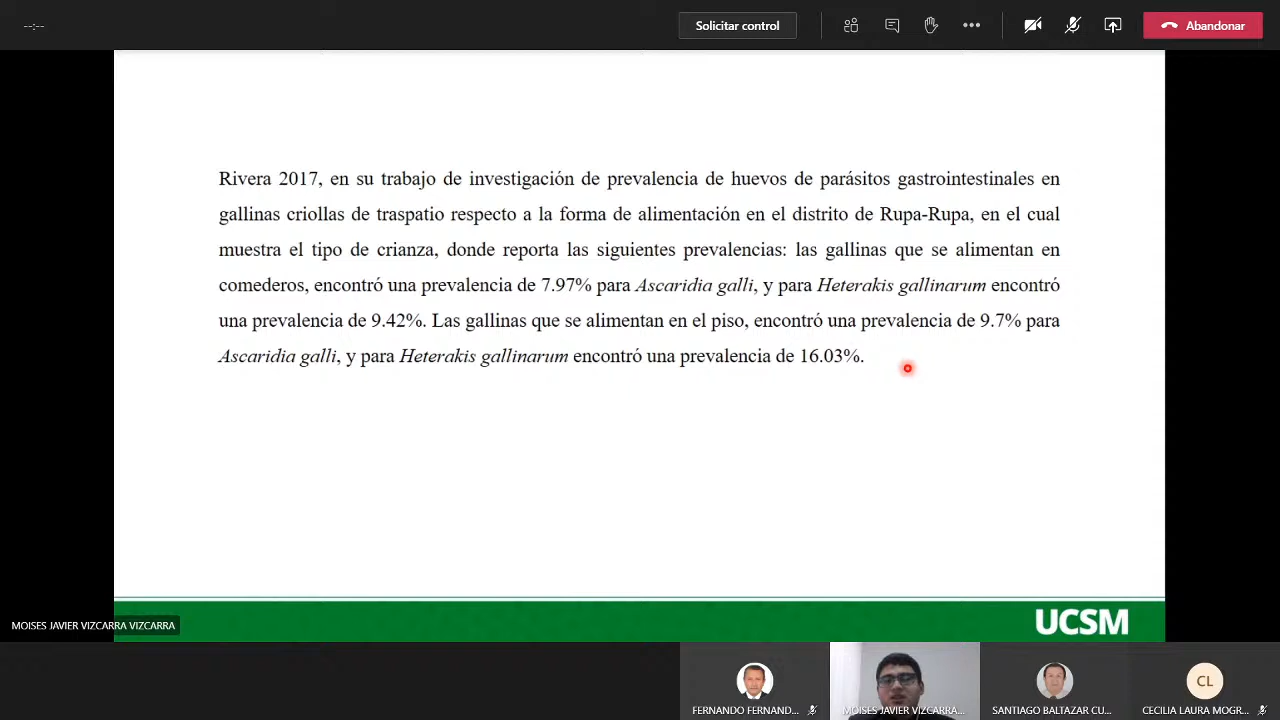 --:--
Solicitar control
Abandonar
Rivera 2017, en su trabajo de investigación de prevalencia de huevos de parásitos gastrointestinales en
gallinas criollas de traspatio respecto a la forma de alimentación en el distrito de Rupa-Rupa, en el cual
muestra el tipo de crianza, donde reporta las siguientes prevalencias: las gallinas que se alimentan en
comederos, encontró una prevalencia de 7.97% para Ascaridia galli, y para Heterakis gallinarum encontró
una prevalencia de 9.42%. Las gallinas que se alimentan en el piso, encontró una prevalencia de 9.7% para
Ascaridia galli, y para Heterakis gallinarum encontró una prevalencia de 16.03%.
UCSM
MOISES JAVIER VIZCARRA VIZCARRA
CL
FERNANDO FERNAND...
MOISES JAVIER VIZCARRA...
SANTIAGO BALTAZAR CU...
CECILIA LAURA MOGR...